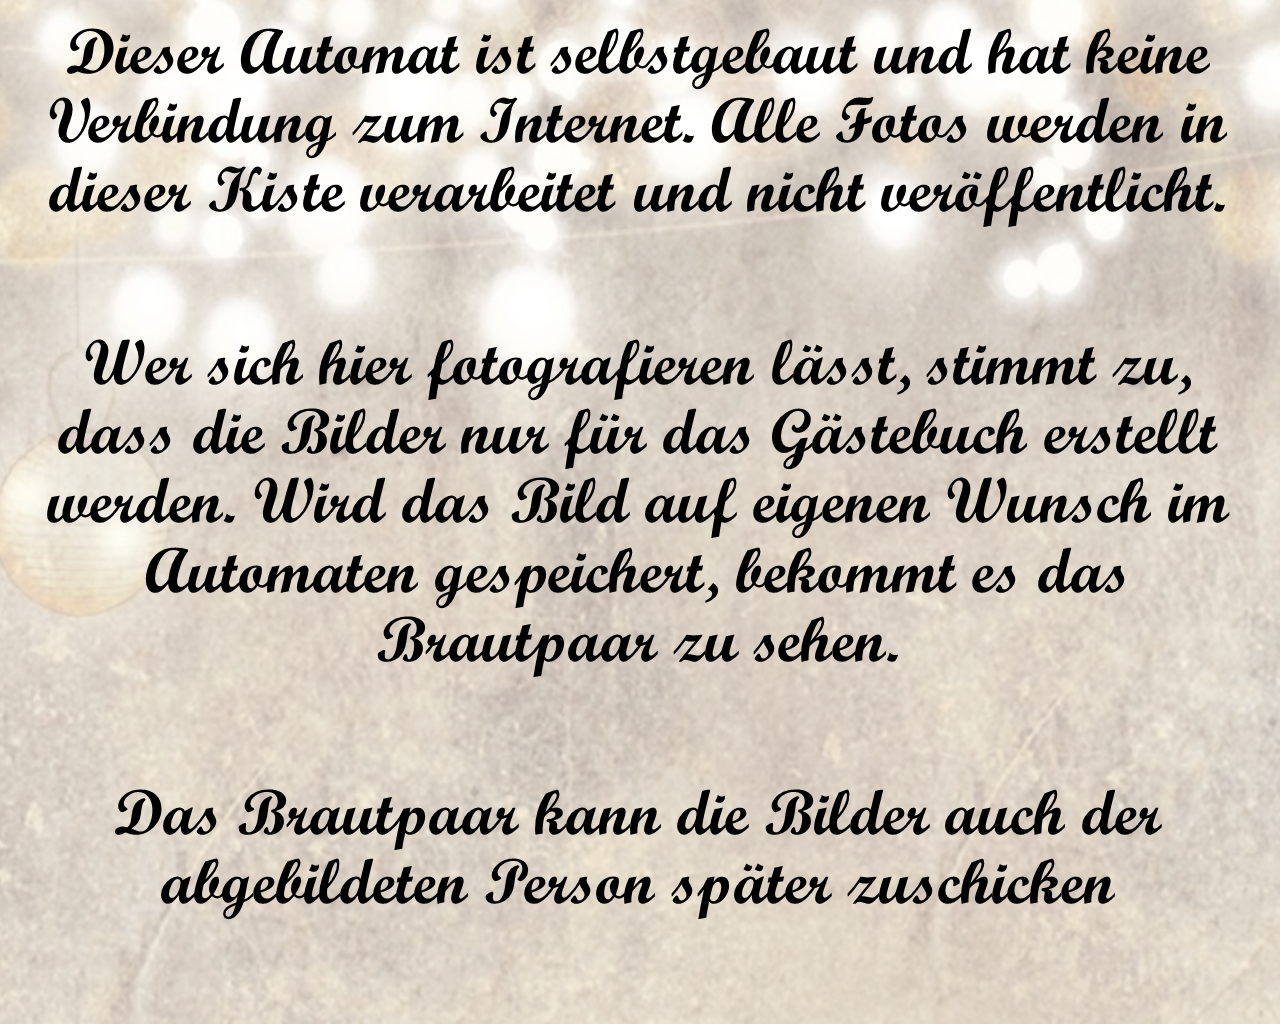 Dieser Automat ist selbstgebaut und hat keine
Verbindung zum Internet. Alle Fotos werden in
dieser Kiste verarbeitet und nicht veröffentlicht.
Wer sich hier fotografieren lässt, stimmt zu,
dass die Bilder nur für das Gästebuch erstellt
werden. Wird das Bild auf eigenen Wunsch im
Automaten gespeichert, bekommt es das
Brautpaar zu sehen.
Das Brautpaar kann die Bilder auch der
abgebildeten Person später zuschicken